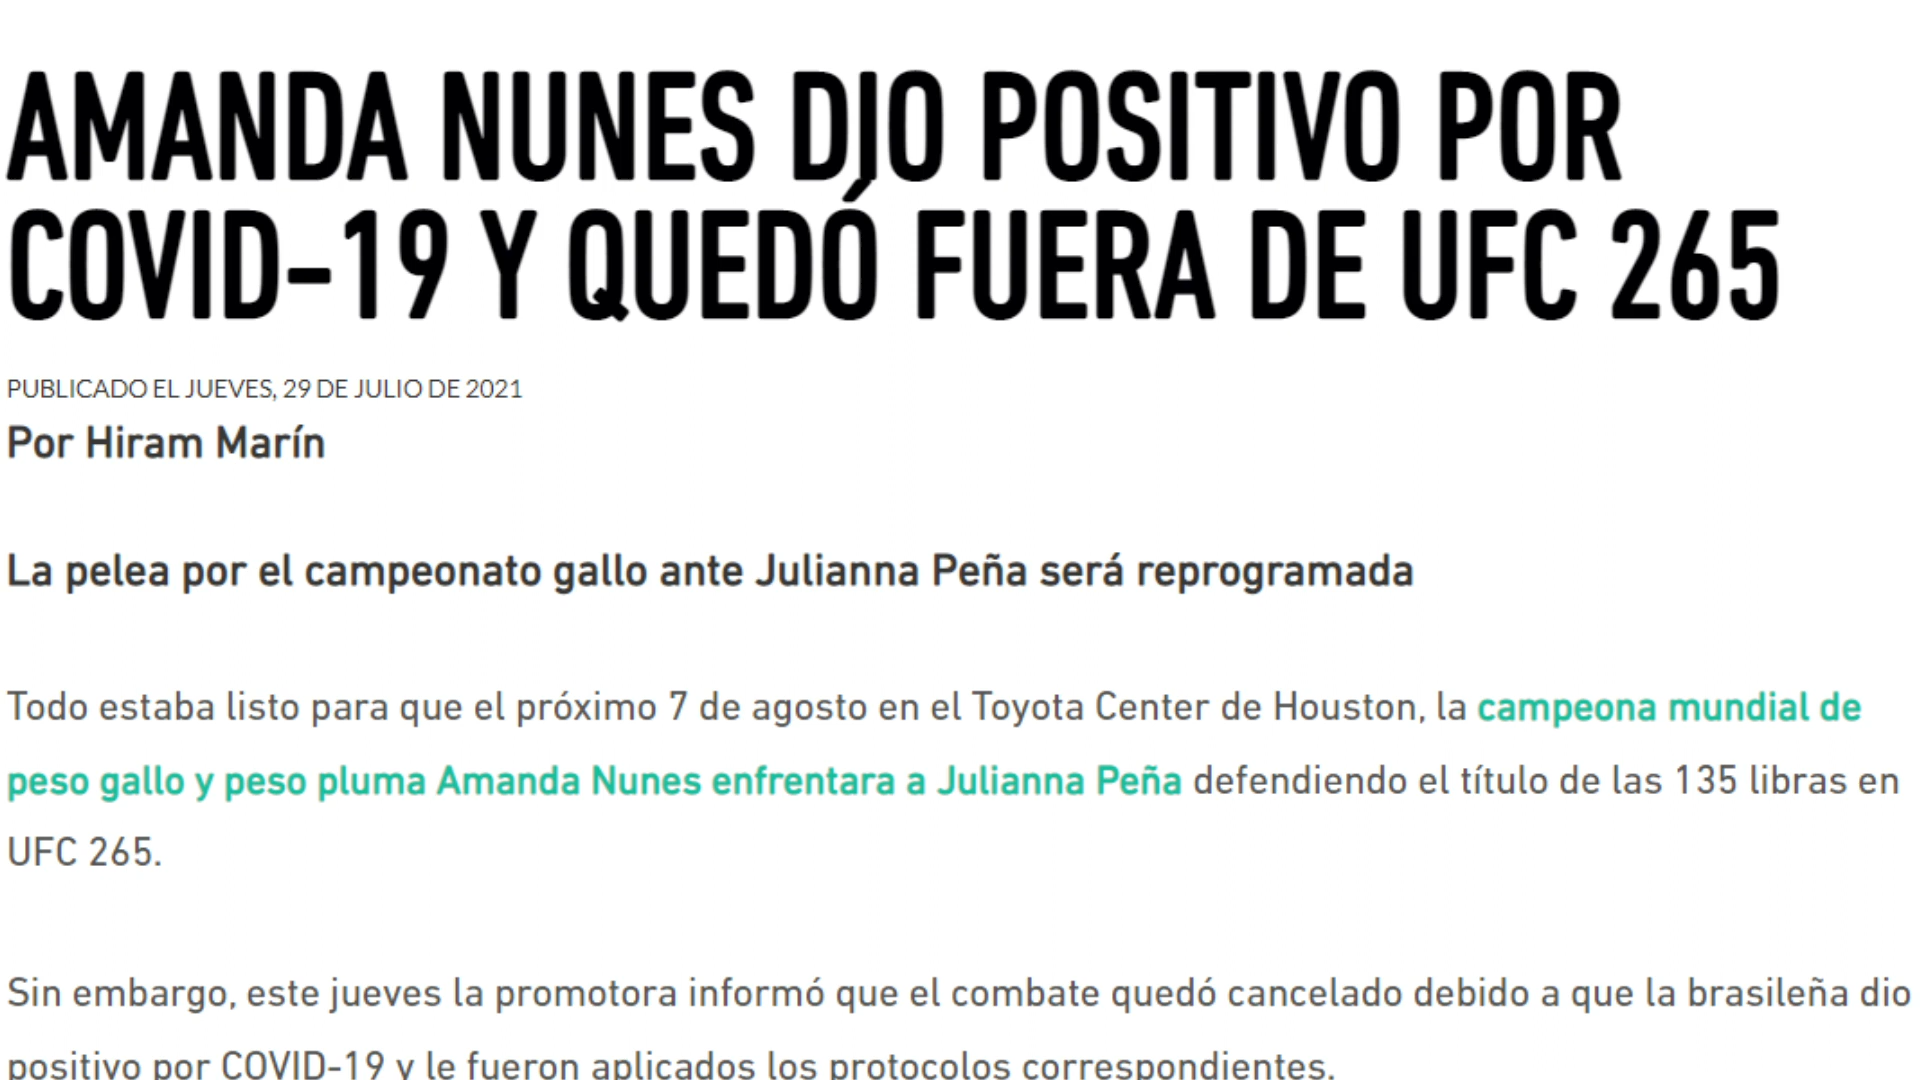 AMANDA NUNES DIO POSITIVO POR
COVID-19 Y QUEDÓ FUERA DE UFC 265
PUBLICADO EL JUEVES, 29 DE JULIO DE 2021
Por Hiram Marín
La pelea por el campeonato gallo ante Julianna Peña será reprogramada
Todo estaba listo para que el próximo 7 de agosto en el Toyota Center de Houston, la campeona mundial de
peso gallo y peso pluma Amanda Nunes enfrentara a Julianna Peña defendiendo el título de las 135 libras en
UFC 265.
Sin embargo, este jueves la promotora informó que el combate quedó cancelado debido a que la brasileña dio
positivo por COVID-19 y le fueron aplicados los protocolos correspondientes.